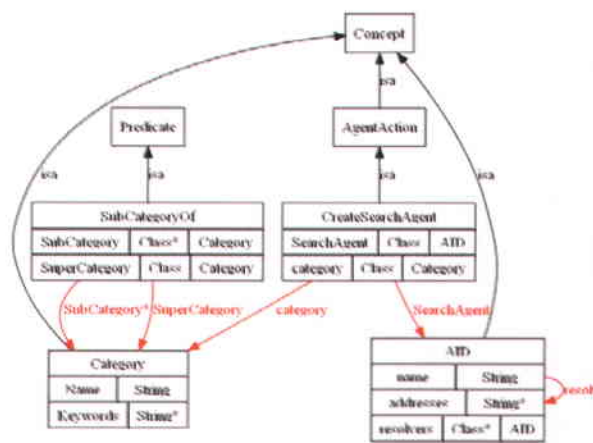 Concept
isa
Predicate
AgentAction
isa
isa
isa
isa
SubCategoryOf
SubCategory Class* Category
SuperCategory Class Category
CreateSearchAgent
SearchAgent Class AID
category Class Category
SubCategory* SuperCategory
category
SearchAgent
Category
Name String
Keywords String*
AID
name String
addresses String*
resolvers Class* AID
resol